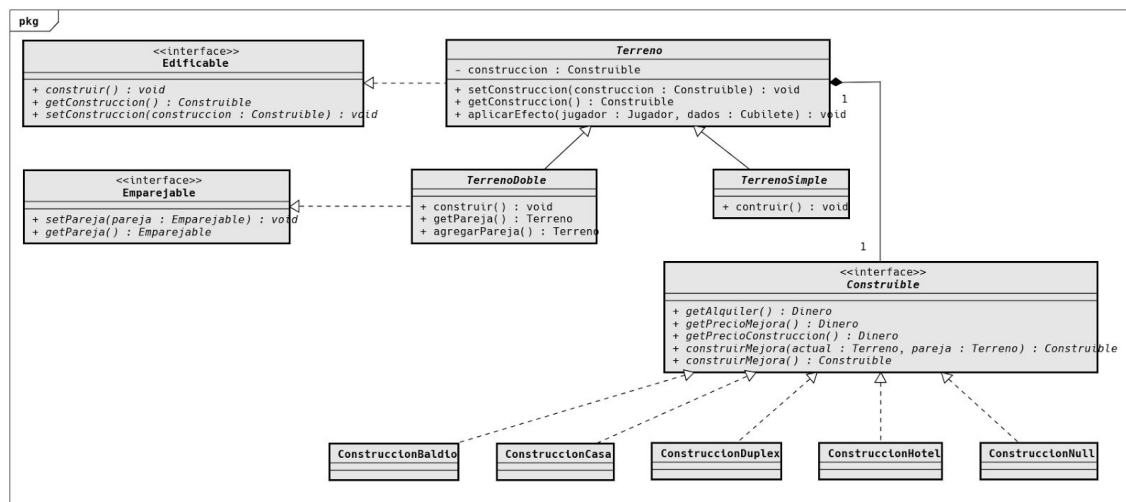 pkg
<<interface>>
Edificable
+ construir() : void
+ getConstruccion() : Construible
+ setConstruccion(construccion : Construible) : void
Terreno
- construccion : Construible
+ setConstruccion(construccion : Construible) : void
+ getConstruccion() : Construible
+ aplicarEfecto(jugador : Jugador, dados : Cubilete) : void
1
<<interface>>
Emparejable
+ setPareja(pareja : Emparejable) : void
+ getPareja() : Emparejable
TerrenoDoble
+ construir() : void
+ getPareja() : Terreno
+ agregarPareja() : Terreno
TerrenoSimple
+ contruir() : void
1
<<interface>>
Construible
+ getAlquiler() : Dinero
+ getPrecioMejora() : Dinero
+ getPrecioConstruccion() : Dinero
+ construirMejora(actual : Terreno, pareja : Terreno) : Construible
+ construirMejora() : Construible
ConstruccionBaldio
ConstruccionCasa
ConstruccionDuplex
ConstruccionHotel
ConstruccionNull